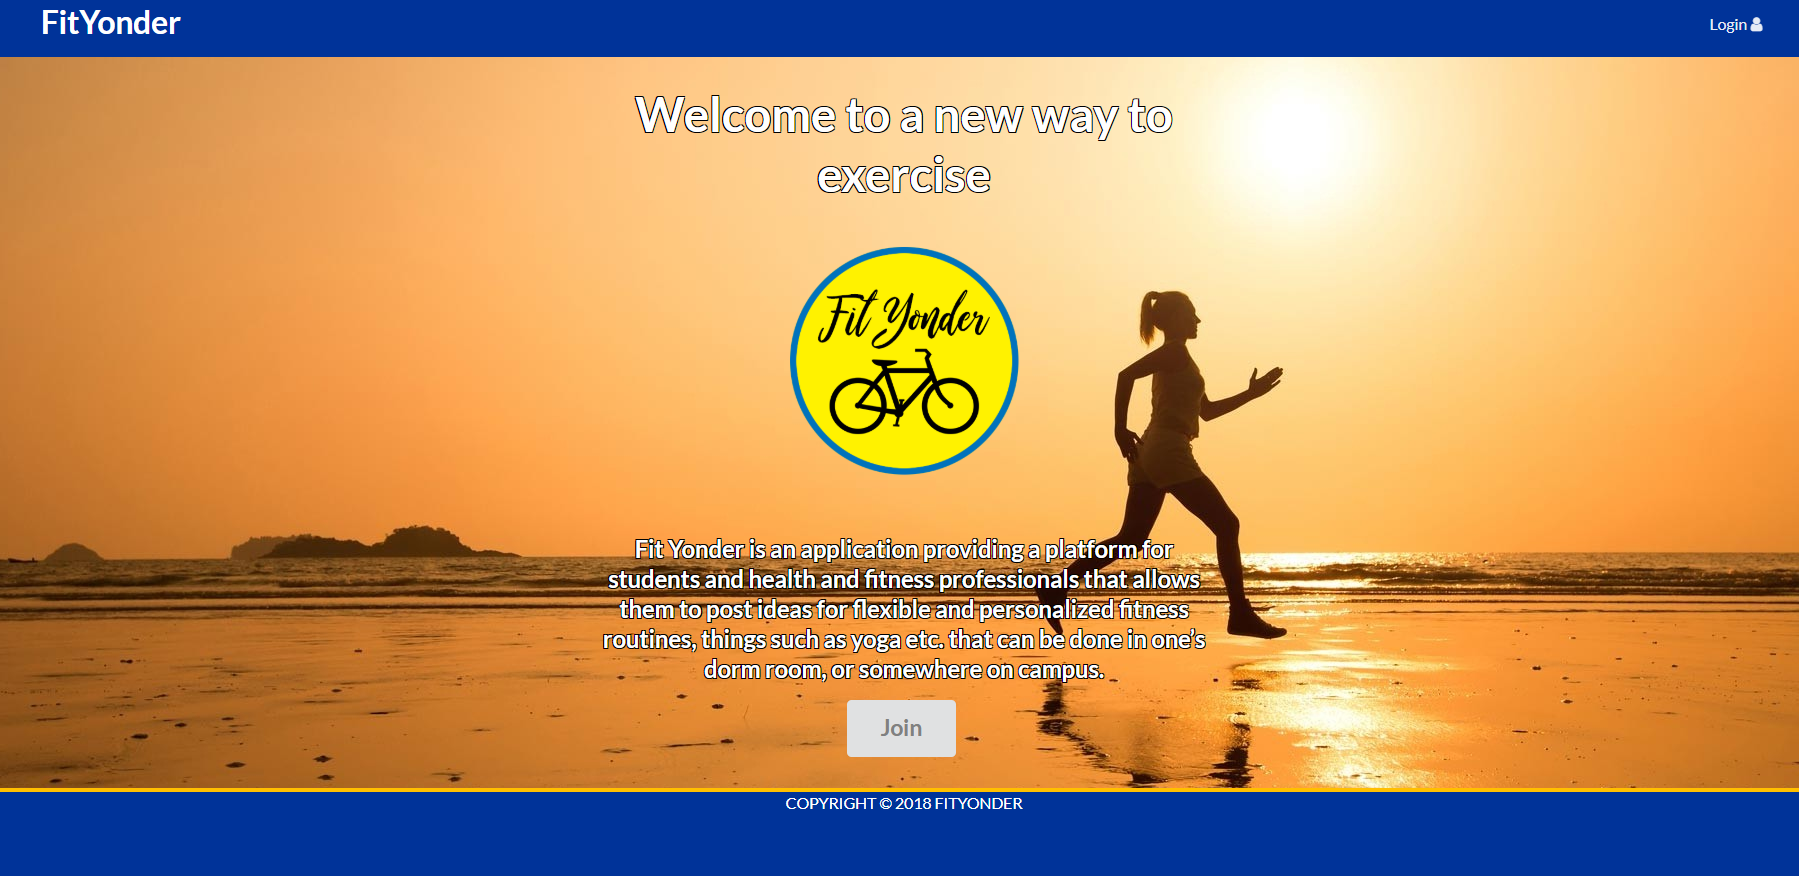 FitYonder
Login
Welcome to a new way to
exercise
Fit Yonder
Fit Yonder is an application providing a platform for
students and health and fitness professionals that allows
them to post ideas for flexible and personalized fitness
routines, things such as yoga etc. that can be done in one’s
dorm room, or somewhere on campus.
Join
COPYRIGHT © 2018 FITYONDER